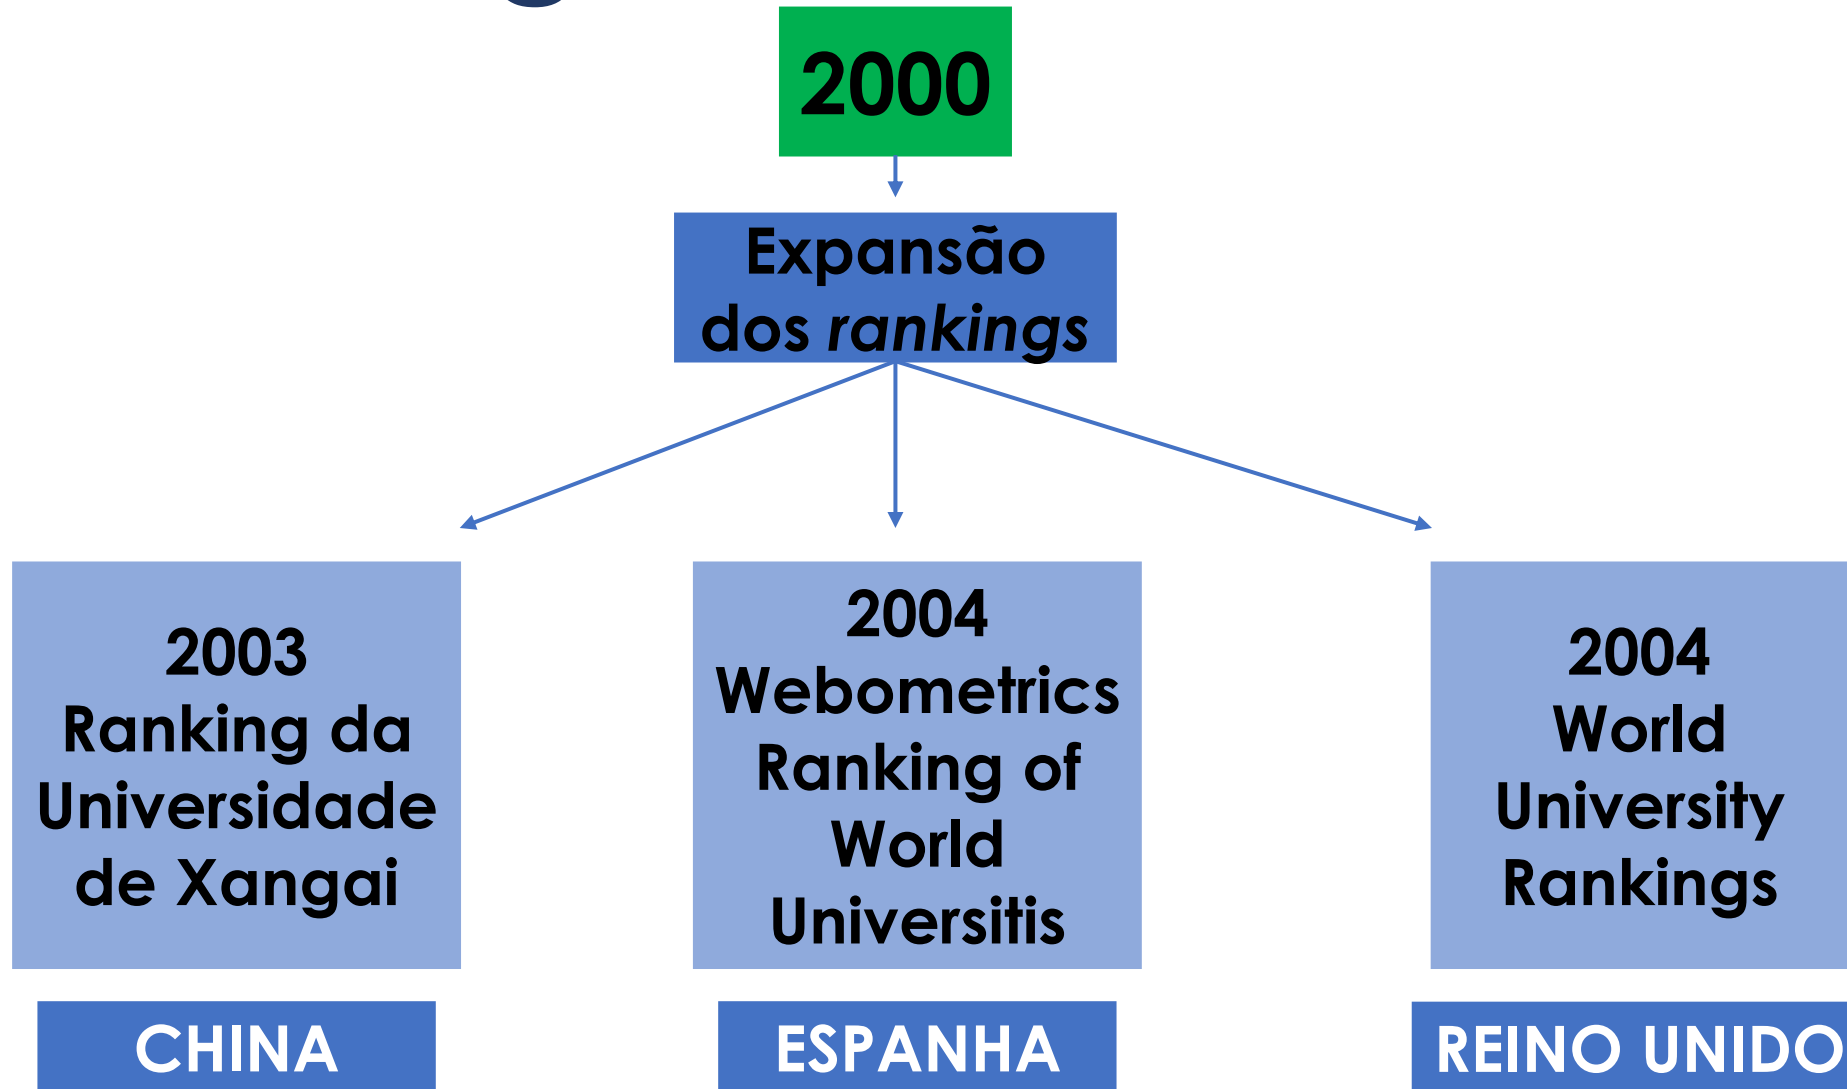 2000
Expansão
dos rankings
2003
Ranking da
Universidade
de Xangai
CHINA
2004
Webometrics
Ranking of
World
Universitis
ESPANHA
2004
World
University
Rankings
REINO UNIDO